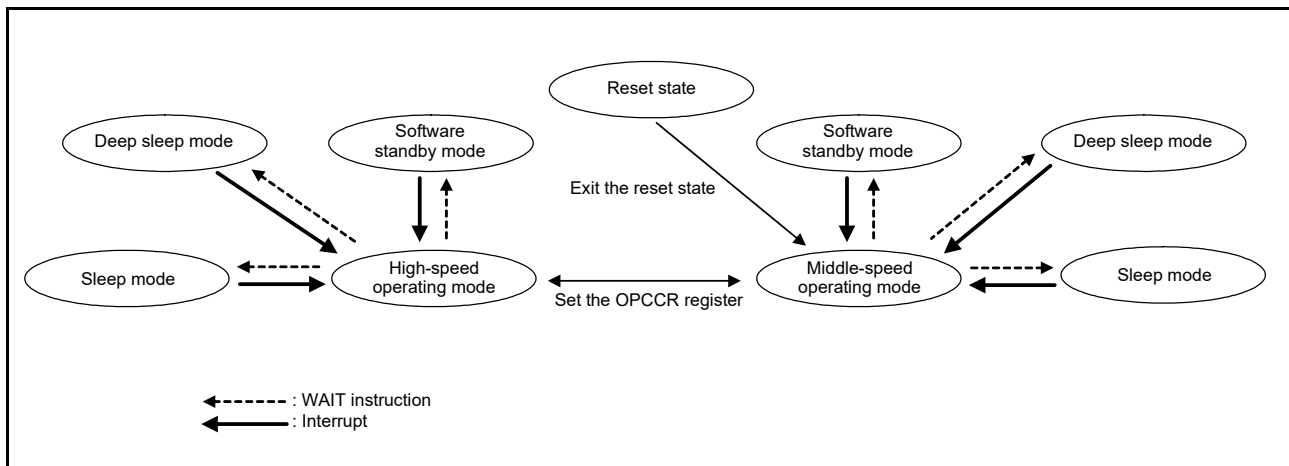 Reset state
Deep sleep mode
Software
standby mode
Software
standby mode
Deep sleep mode
Exit the reset state
Sleep mode
High-speed
operating mode
Set the OPCCR register
Middle-speed
operating mode
Sleep mode
: WAIT instruction
: Interrupt